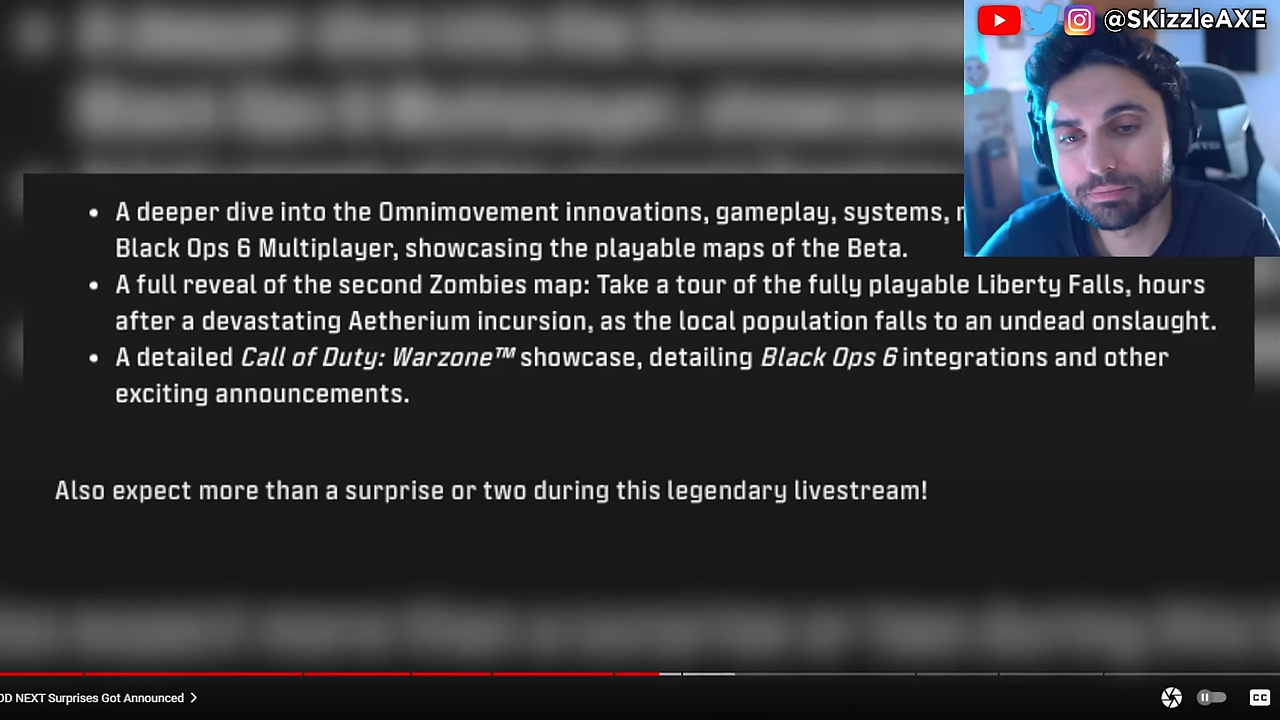 @SKizzleAXE
A deeper dive into the Omnimovement innovations, gameplay, systems,
Black Ops 6 Multiplayer, showcasing the playable maps of the Beta.
A full reveal of the second Zombies map: Take a tour of the fully playable Liberty Falls, hours
after a devastating Aetherium incursion, as the local population falls to an undead onslaught.
A detailed Call of Duty: Warzone™ showcase, detailing Black Ops 6 integrations and other
exciting announcements.
Also expect more than a surprise or two during this legendary livestream!
OD NEXT Surprises Got Announced
CC